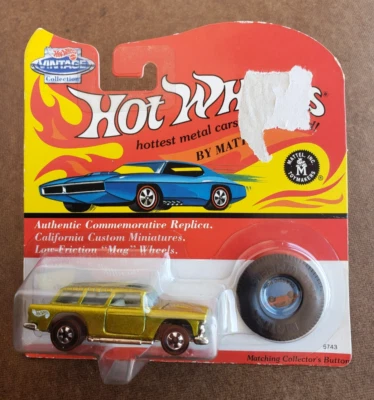 Hot Wheels
VINTAGE
Collection
Hot Wh s
hottest metal cars
BY MATT
MATTEL, INC.
M
TOYMAKERS
Authentic Commemorative Replica.
California Custom Miniatures.
Low-Friction "Mag" Wheels.
5743
Matching Collector's Button